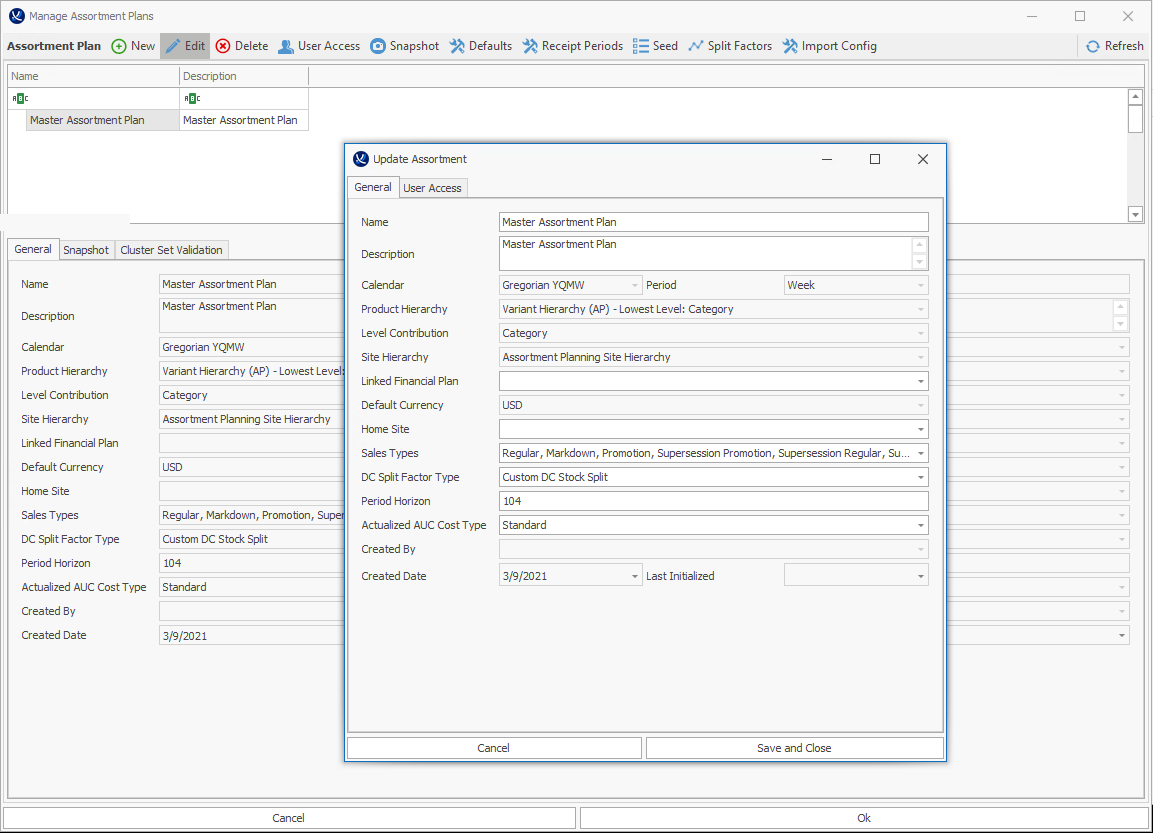 Manage Assortment Plans
Assortment Plan New Edit Delete User Access Snapshot Defaults Receipt Periods Seed Split Factors Import Config Refresh
Name Description
ABC ABC
Master Assortment Plan Master Assortment Plan
General Snapshot Cluster Set Validation
Name Master Assortment Plan
Description Master Assortment Plan
Calendar Gregorian YQMW
Product Hierarchy Variant Hierarchy (AP) - Lowest Level:
Level Contribution Category
Site Hierarchy Assortment Planning Site Hierarchy
Linked Financial Plan
Default Currency USD
Home Site
Sales Types Regular, Markdown, Promotion, Super
DC Split Factor Type Custom DC Stock Split
Period Horizon 104
Actualized AUC Cost Type Standard
Created By
Created Date 3/9/2021
Cancel Ok
Update Assortment
General User Access
Name Master Assortment Plan
Description Master Assortment Plan
Calendar Gregorian YQMW Period Week
Product Hierarchy Variant Hierarchy (AP) - Lowest Level: Category
Level Contribution Category
Site Hierarchy Assortment Planning Site Hierarchy
Linked Financial Plan
Default Currency USD
Home Site
Sales Types Regular, Markdown, Promotion, Supersession Promotion, Supersession Regular, Su...
DC Split Factor Type Custom DC Stock Split
Period Horizon 104
Actualized AUC Cost Type Standard
Created By
Created Date 3/9/2021 Last Initialized
Cancel Save and Close